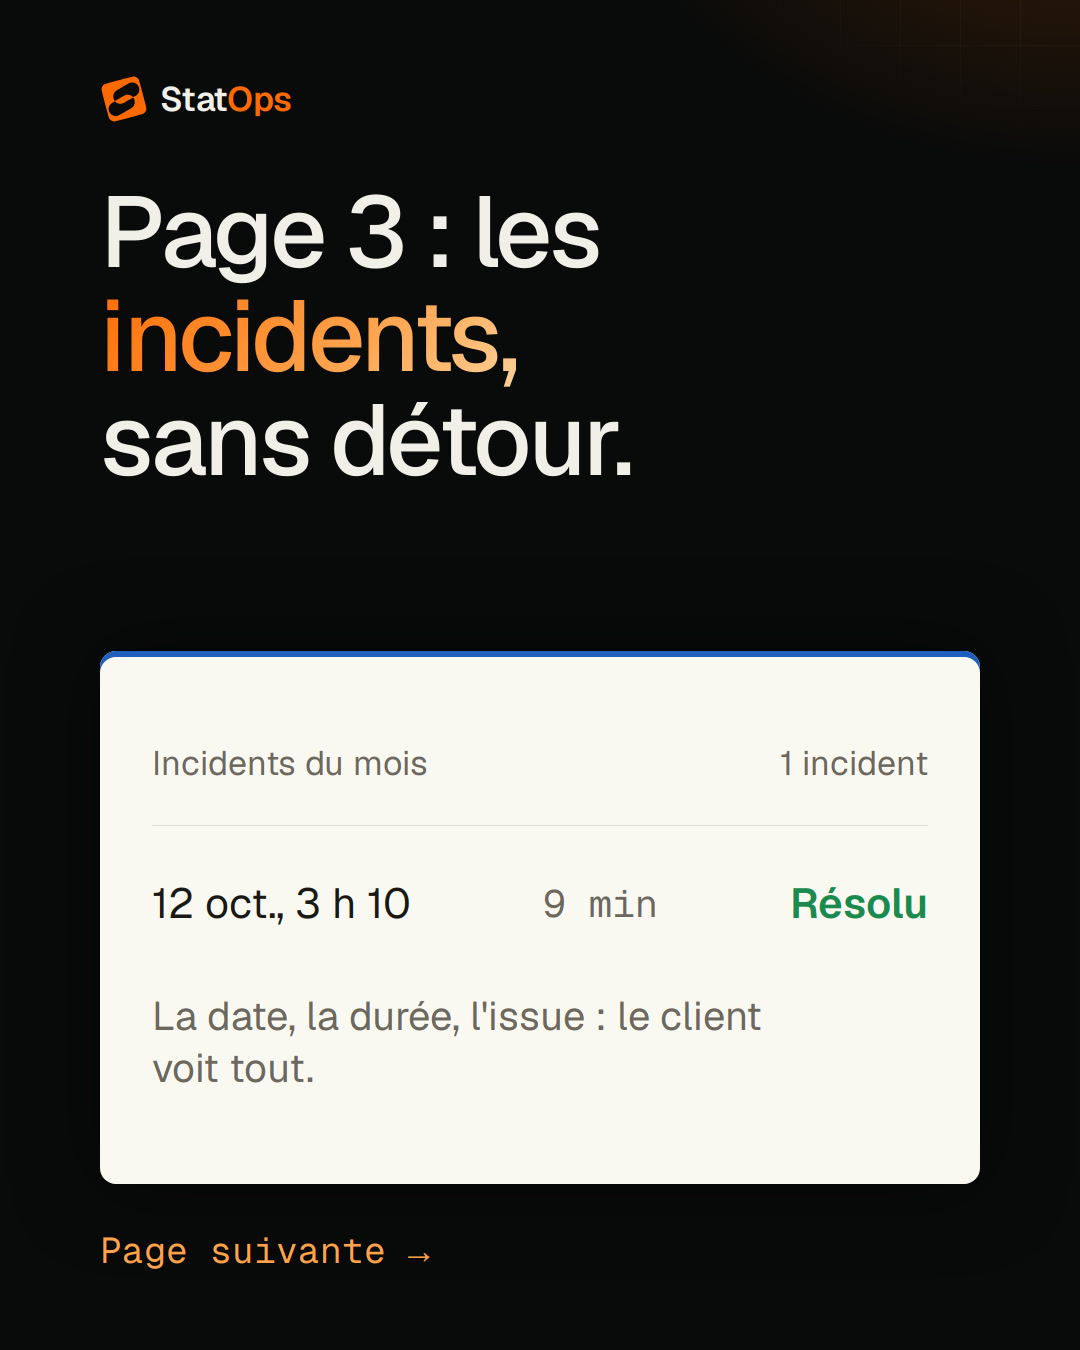 StatOps
Page 3 : les
incidents,
sans détour.
Incidents du mois 1 incident
12 oct., 3 h 10 9 min Résolu
La date, la durée, l'issue : le client
voit tout.
Page suivante →